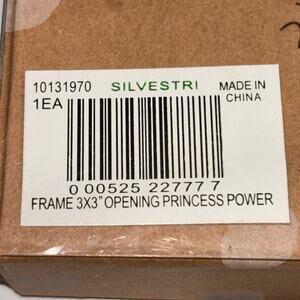 10131970 SILVESTRI MADE IN
1EA CHINA
0 00525 22777 7
FRAME 3X3" OPENING PRINCESS POWER